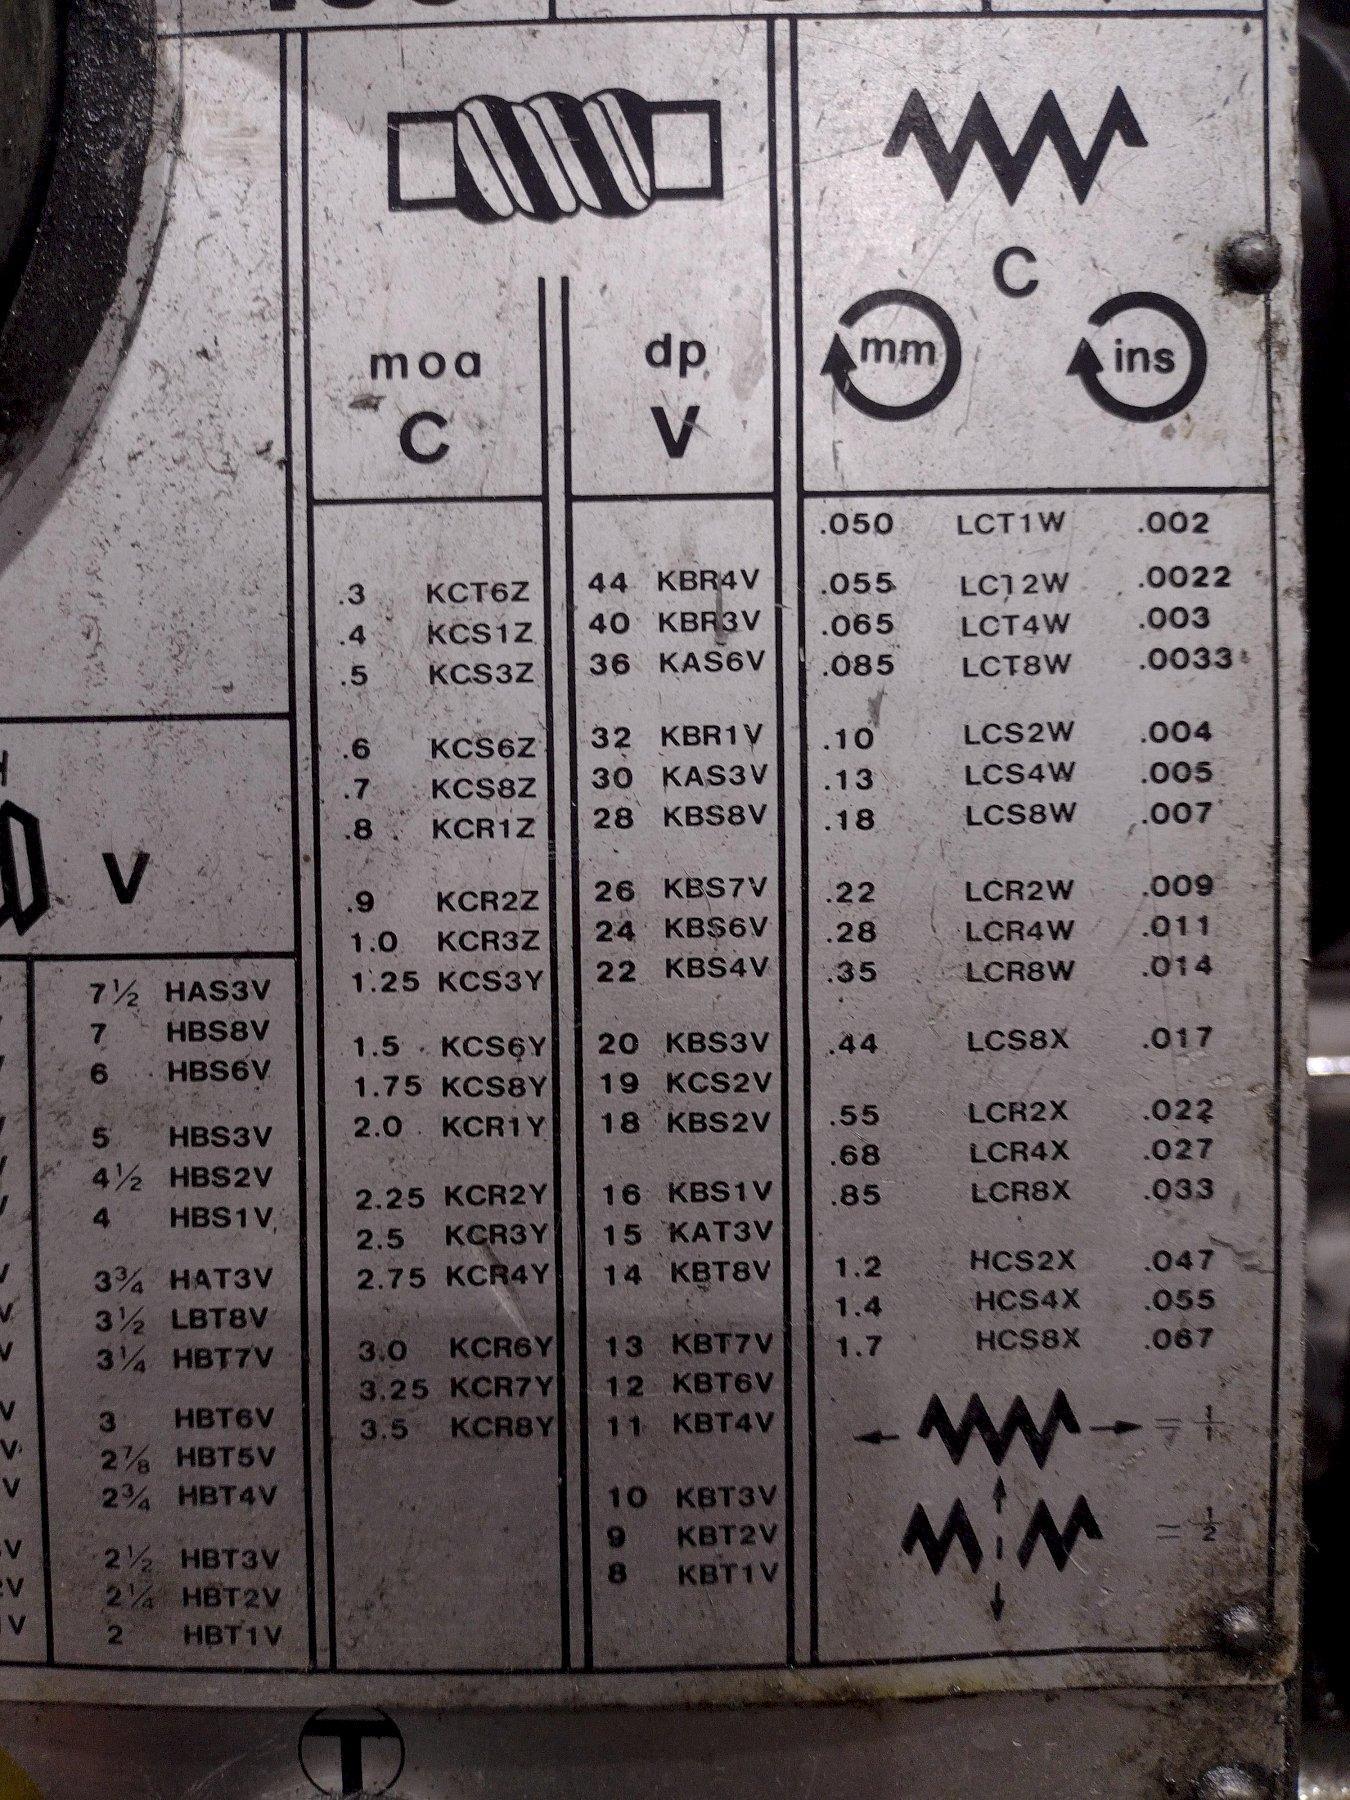 moa
C
dp
V
C
mm
ins
.050 LCT1W .002
.3 KCT6Z 44 KBR4V .055 LCT2W .0022
.4 KCS1Z 40 KBR3V .065 LCT4W .003
.5 KCS3Z 36 KAS6V .085 LCT8W .0033
.6 KCS6Z 32 KBR1V .10 LCS2W .004
.7 KCS8Z 30 KAS3V .13 LCS4W .005
.8 KCR1Z 28 KBS8V .18 LCS8W .007
V
.9 KCR2Z 26 KBS7V .22 LCR2W .009
1.0 KCR3Z 24 KBS6V .28 LCR4W .011
7½ HAS3V 1.25 KCS3Y 22 KBS4V .35 LCR8W .014
7 HBS8V 1.5 KCS6Y 20 KBS3V .44 LCS8X .017
6 HBS6V 1.75 KCS8Y 19 KCS2V
5 HBS3V 2.0 KCR1Y 18 KBS2V .55 LCR2X .022
4½ HBS2V .68 LCR4X .027
4 HBS1V 2.25 KCR2Y 16 KBS1V .85 LCR8X .033
2.5 KCR3Y 15 KAT3V
3¾ HAT3V 2.75 KCR4Y 14 KBT8V 1.2 HCS2X .047
3½ LBT8V 1.4 HCS4X .055
3¼ HBT7V 3.0 KCR6Y 13 KBT7V 1.7 HCS8X .067
3.25 KCR7Y 12 KBT6V
3 HBT6V 3.5 KCR8Y 11 KBT4V = 1/1
2⅞ HBT5V
2¾ HBT4V 10 KBT3V
9 KBT2V = ½
2½ HBT3V 8 KBT1V
2¼ HBT2V
2 HBT1V
T